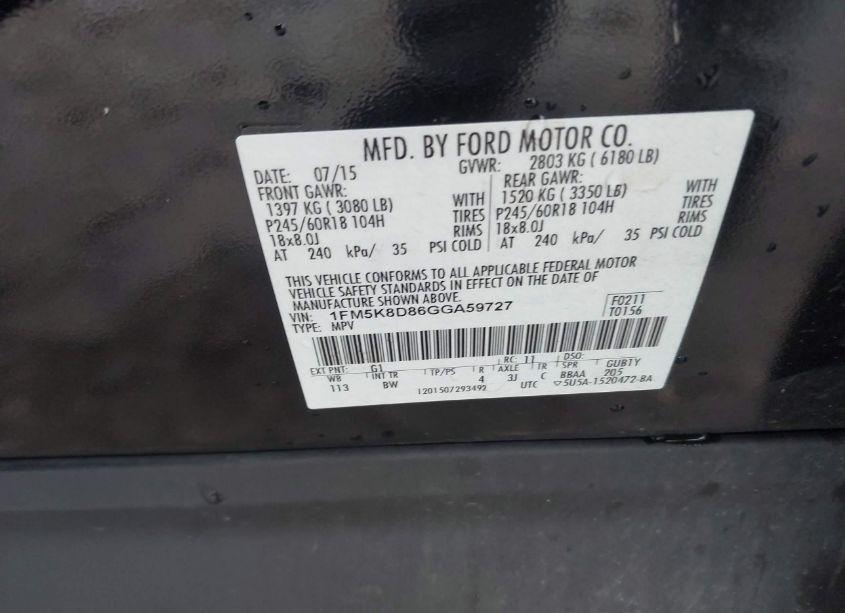 MFD. BY FORD MOTOR CO.
DATE: 07/15 GVWR: 2803 KG ( 6180 LB)
FRONT GAWR: REAR GAWR:
1397 KG ( 3080 LB) WITH 1520 KG ( 3350 LB) WITH
P245/60R18 104H TIRES P245/60R18 104H TIRES
18x8.0J RIMS 18x8.0J RIMS
AT 240 kPa/ 35 PSI COLD AT 240 kPa/ 35 PSI COLD
THIS VEHICLE CONFORMS TO ALL APPLICABLE FEDERAL MOTOR
VEHICLE SAFETY STANDARDS IN EFFECT ON THE DATE OF
MANUFACTURE SHOWN ABOVE.
VIN: 1FM5K8D86GGA59727 F0211
TYPE: MPV T0156
EXT PNT: G1 RC: 11 DSO:
WB INT TR TP/PS R AXLE TR SPR GUBTY
113 BW 4 3J C BBAA 205
1201507293492 UTC ▽5U5A-1520472-BA